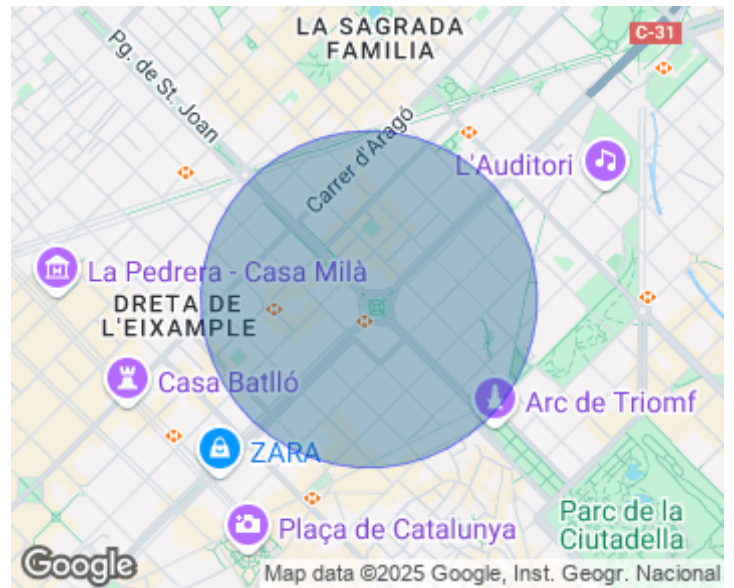 LA SAGRADA
FAMILIA
C-31
Pg. de St. Joan
Carrer d'Aragó
L'Auditori
La Pedrera - Casa Milà
DRETA DE
L'EIXAMPLE
Casa Batlló
Arc de Triomf
ZARA
Plaça de Catalunya
Parc de la
Ciutadella
Google
Map data ©2025 Google, Inst. Geogr. Nacional